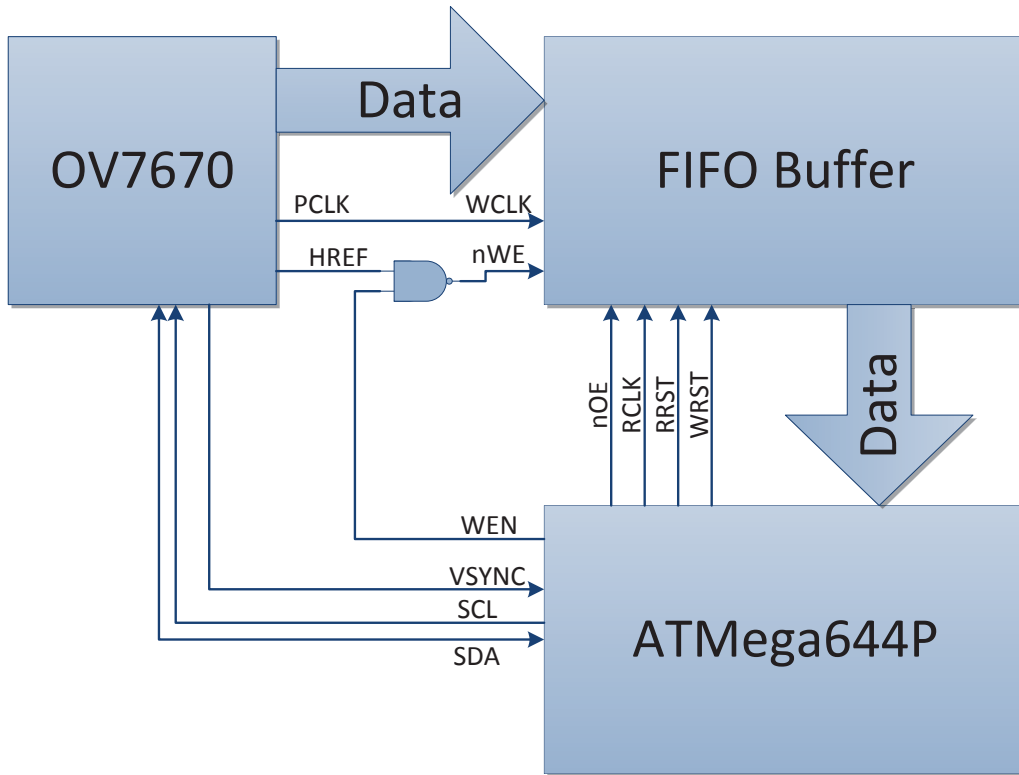 Data
OV7670
FIFO Buffer
PCLK
WCLK
HREF
nWE
nOE
RCLK
RRST
WRST
Data
WEN
VSYNC
SCL
SDA
ATMega644P